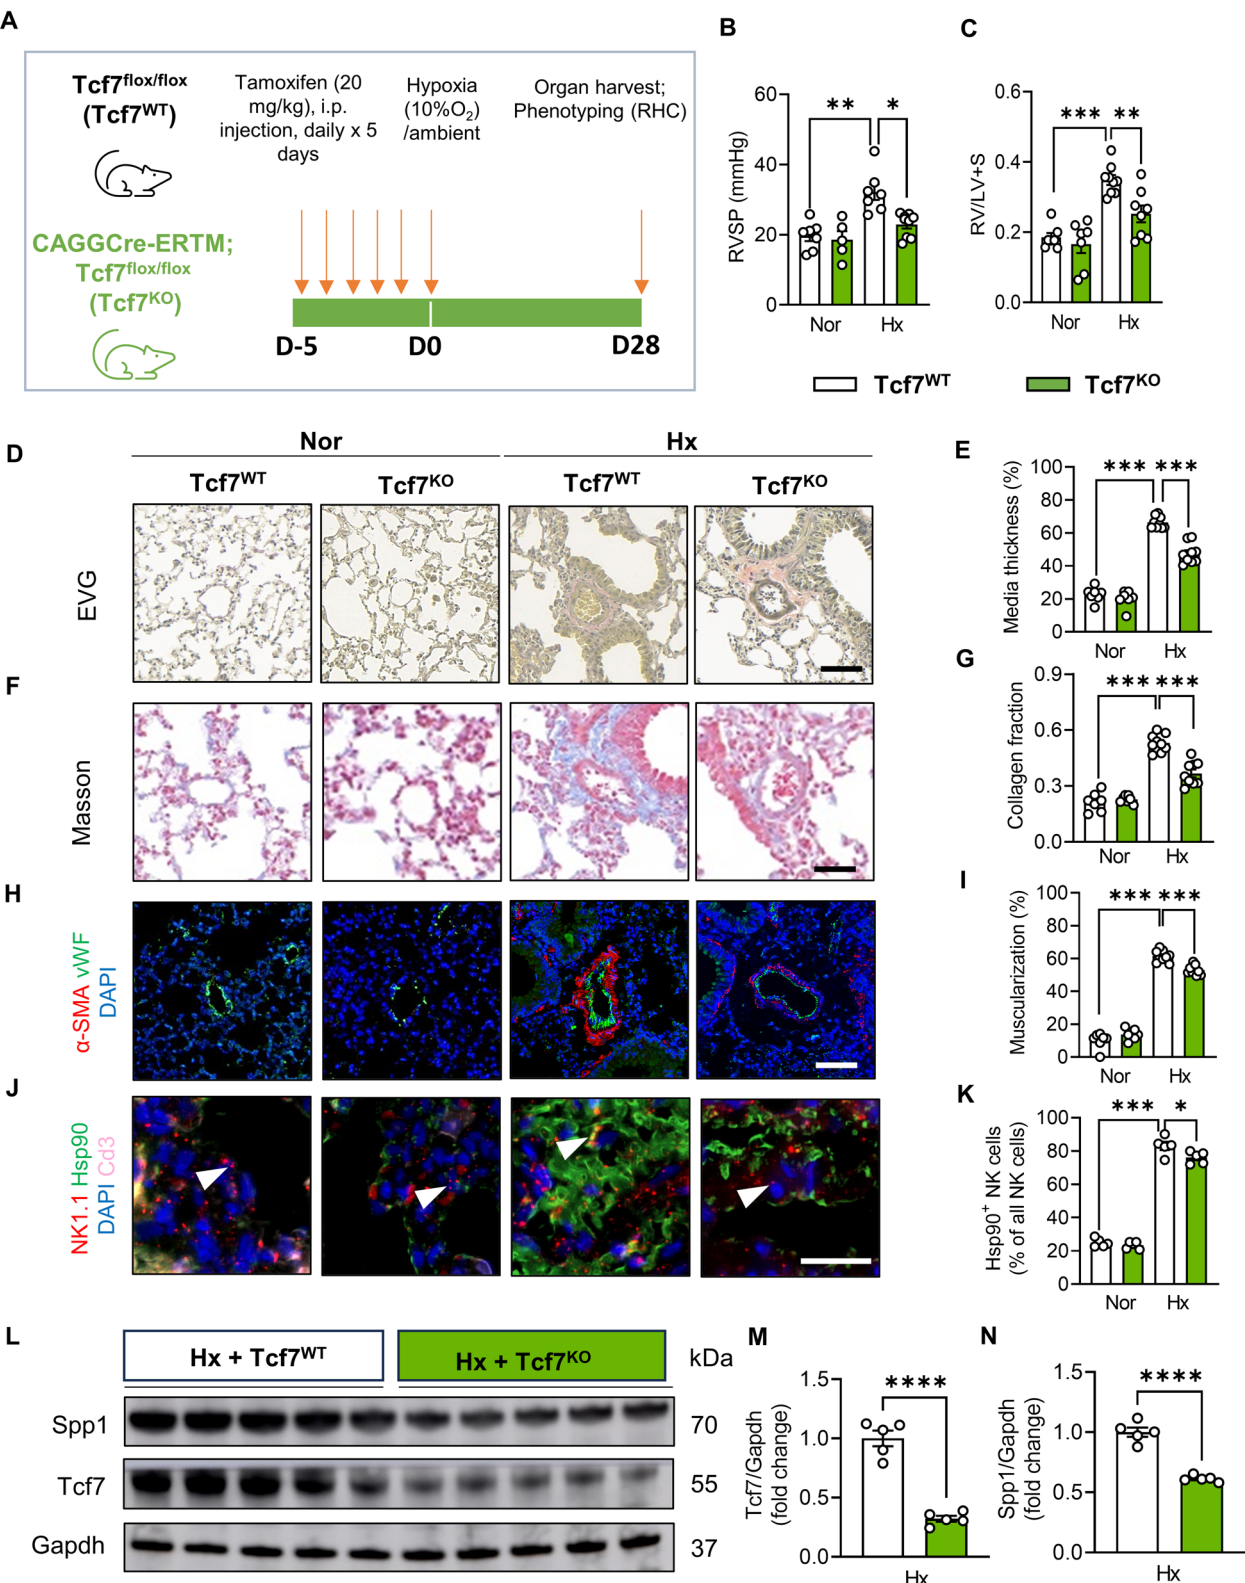 A
Tcf7flox/flox
(Tcf7WT)
Tamoxifen (20
mg/kg), i.p.
injection, daily x 5
days
Hypoxia
(10%O2)
/ambient
Organ harvest;
Phenotyping (RHC)
CAGGCre-ERTM;
Tcf7flox/flox
(Tcf7KO)
D-5
D0
D28
B
RVSP (mmHg)
60
40
20
0
** *
Nor
Hx
C
RV/LV+S
0.6
0.4
0.2
0.0
*** **
Nor
Hx
Tcf7WT
Tcf7KO
D
Nor
Hx
Tcf7WT
Tcf7KO
Tcf7WT
Tcf7KO
EVG
E
Media thickness (%)
100
80
60
40
20
0
*** ***
Nor
Hx
F
Masson
G
Collagen fraction
0.9
0.6
0.3
0.0
*** ***
Nor
Hx
H
α-SMA vWF
DAPI
I
Muscularization (%)
100
80
60
40
20
0
*** ***
Nor
Hx
J
NK1.1 Hsp90
DAPI Cd3
K
Hsp90+ NK cells
(% of all NK cells)
100
80
60
40
20
0
*** *
Nor
Hx
L
Hx + Tcf7WT
Hx + Tcf7KO
kDa
Spp1
70
Tcf7
55
Gapdh
37
M
Tcf7/Gapdh
(fold change)
1.5
1.0
0.5
0.0
****
Hx
N
Spp1/Gapdh
(fold change)
1.5
1.0
0.5
0.0
****
Hx